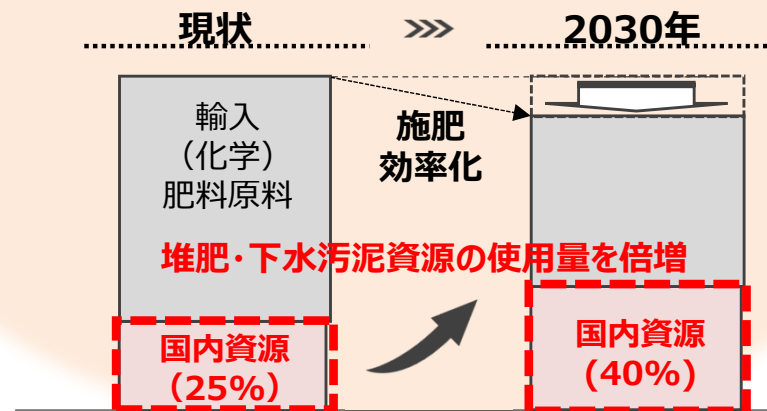 現状
2030年
輸入
（化学）
肥料原料
施肥
効率化
堆肥・下水汚泥資源の使用量を倍増
国内資源
（25%）
国内資源
(40%)